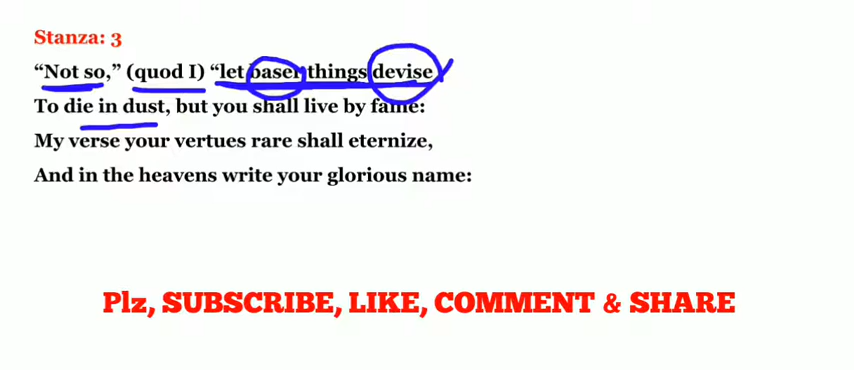 Stanza: 3
“Not so,” (quod I) “let baser things devise
To die in dust, but you shall live by fame:
My verse your vertues rare shall eternize,
And in the heavens write your glorious name:
Plz, SUBSCRIBE, LIKE, COMMENT & SHARE